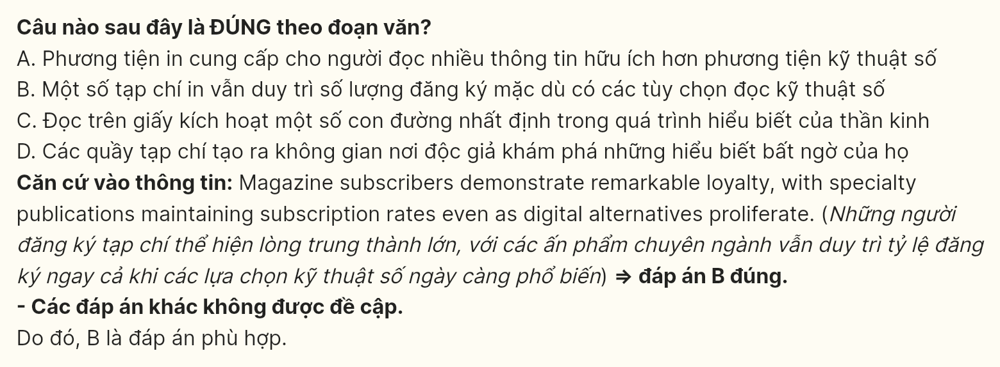 Câu nào sau đây là ĐÚNG theo đoạn văn?
A. Phương tiện in cung cấp cho người đọc nhiều thông tin hữu ích hơn phương tiện kỹ thuật số
B. Một số tạp chí in vẫn duy trì số lượng đăng ký mặc dù có các tùy chọn đọc kỹ thuật số
C. Đọc trên giấy kích hoạt một số con đường nhất định trong quá trình hiểu biết của thần kinh
D. Các quầy tạp chí tạo ra không gian nơi độc giả khám phá những hiểu biết bất ngờ của họ
Căn cứ vào thông tin: Magazine subscribers demonstrate remarkable loyalty, with specialty
publications maintaining subscription rates even as digital alternatives proliferate. (Những người
đăng ký tạp chí thể hiện lòng trung thành lớn, với các ấn phẩm chuyên ngành vẫn duy trì tỷ lệ đăng
ký ngay cả khi các lựa chọn kỹ thuật số ngày càng phổ biến) => đáp án B đúng.
- Các đáp án khác không được đề cập.
Do đó, B là đáp án phù hợp.